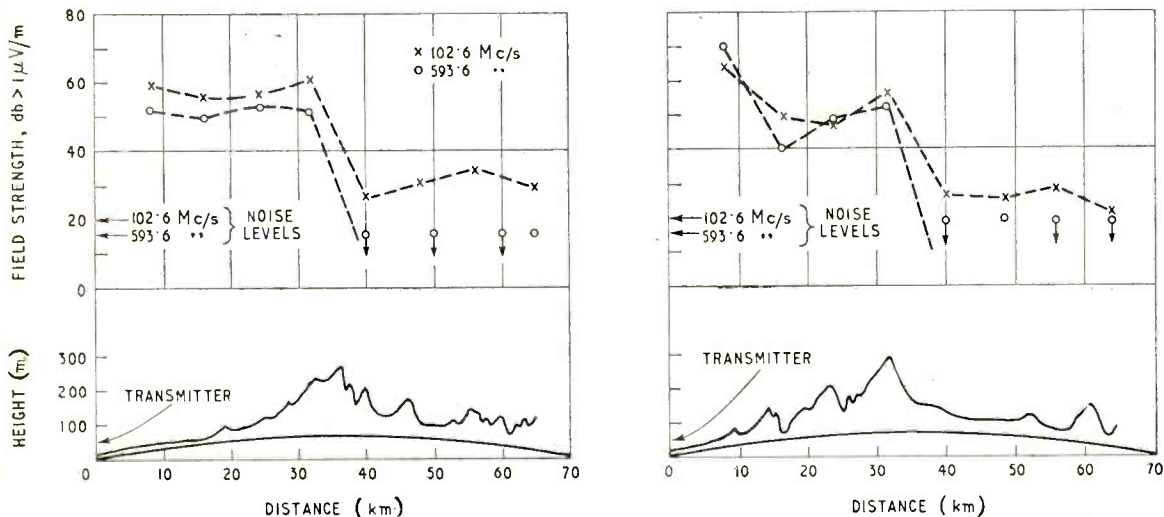 FIELD STRENGTH, db > 1 μV/m
80
60
40
20
0
x 102·6 Mc/s
o 593·6 ,,
102·6 Mc/s
593·6 ,,
NOISE
LEVELS
HEIGHT (m)
300
200
100
TRANSMITTER
0
10
20
30
40
50
60
70
DISTANCE (km)
102·6 Mc/s
593·6 ,,
NOISE
LEVELS
TRANSMITTER
0
10
20
30
40
50
60
70
DISTANCE (km)